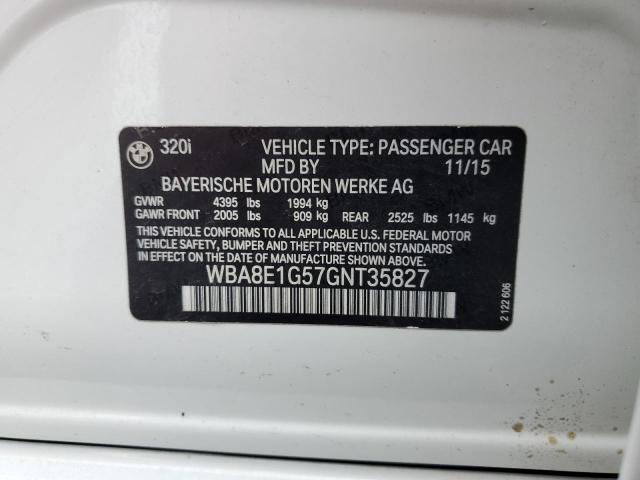 320i VEHICLE TYPE: PASSENGER CAR
MFD BY 11/15
BAYERISCHE MOTOREN WERKE AG
GVWR 4395 lbs 1994 kg
GAWR FRONT 2005 lbs 909 kg REAR 2525 lbs 1145 kg
THIS VEHICLE CONFORMS TO ALL APPLICABLE U.S. FEDERAL MOTOR
VEHICLE SAFETY, BUMPER AND THEFT PREVENTION STANDARDS
IN EFFECT ON THE DATE OF MANUFACTURE SHOWN ABOVE.
WBA8E1G57GNT35827
2 122 606